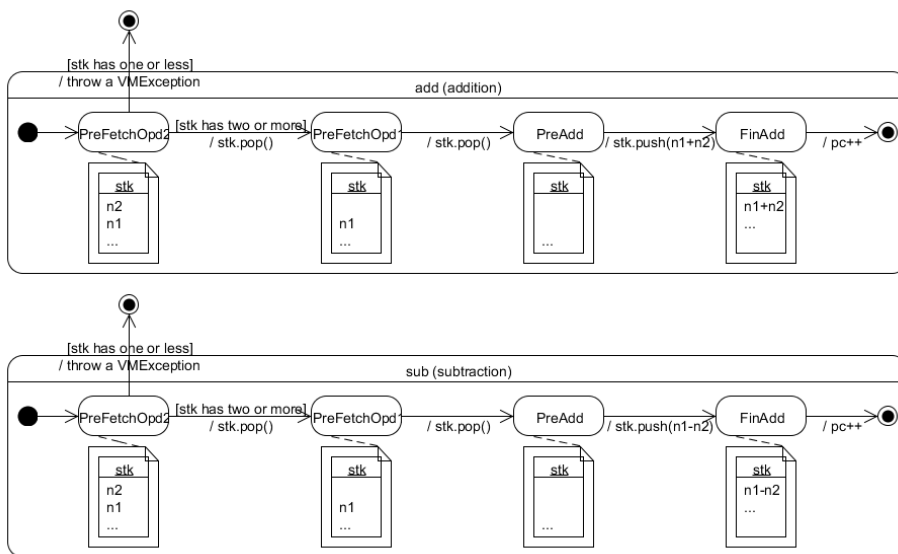 [stk has one or less]
/ throw a VMException
add (addition)
PreFetchOpd2
[stk has two or more]
/ stk.pop()
PreFetchOpd1
/ stk.pop()
PreAdd
/ stk.push(n1+n2)
FinAdd
/ pc++
stk
n2
n1
...
stk
n1
...
stk
...
stk
n1+n2
...
[stk has one or less]
/ throw a VMException
sub (subtraction)
PreFetchOpd2
[stk has two or more]
/ stk.pop()
PreFetchOpd1
/ stk.pop()
PreAdd
/ stk.push(n1-n2)
FinAdd
/ pc++
stk
n2
n1
...
stk
n1
...
stk
...
stk
n1-n2
...